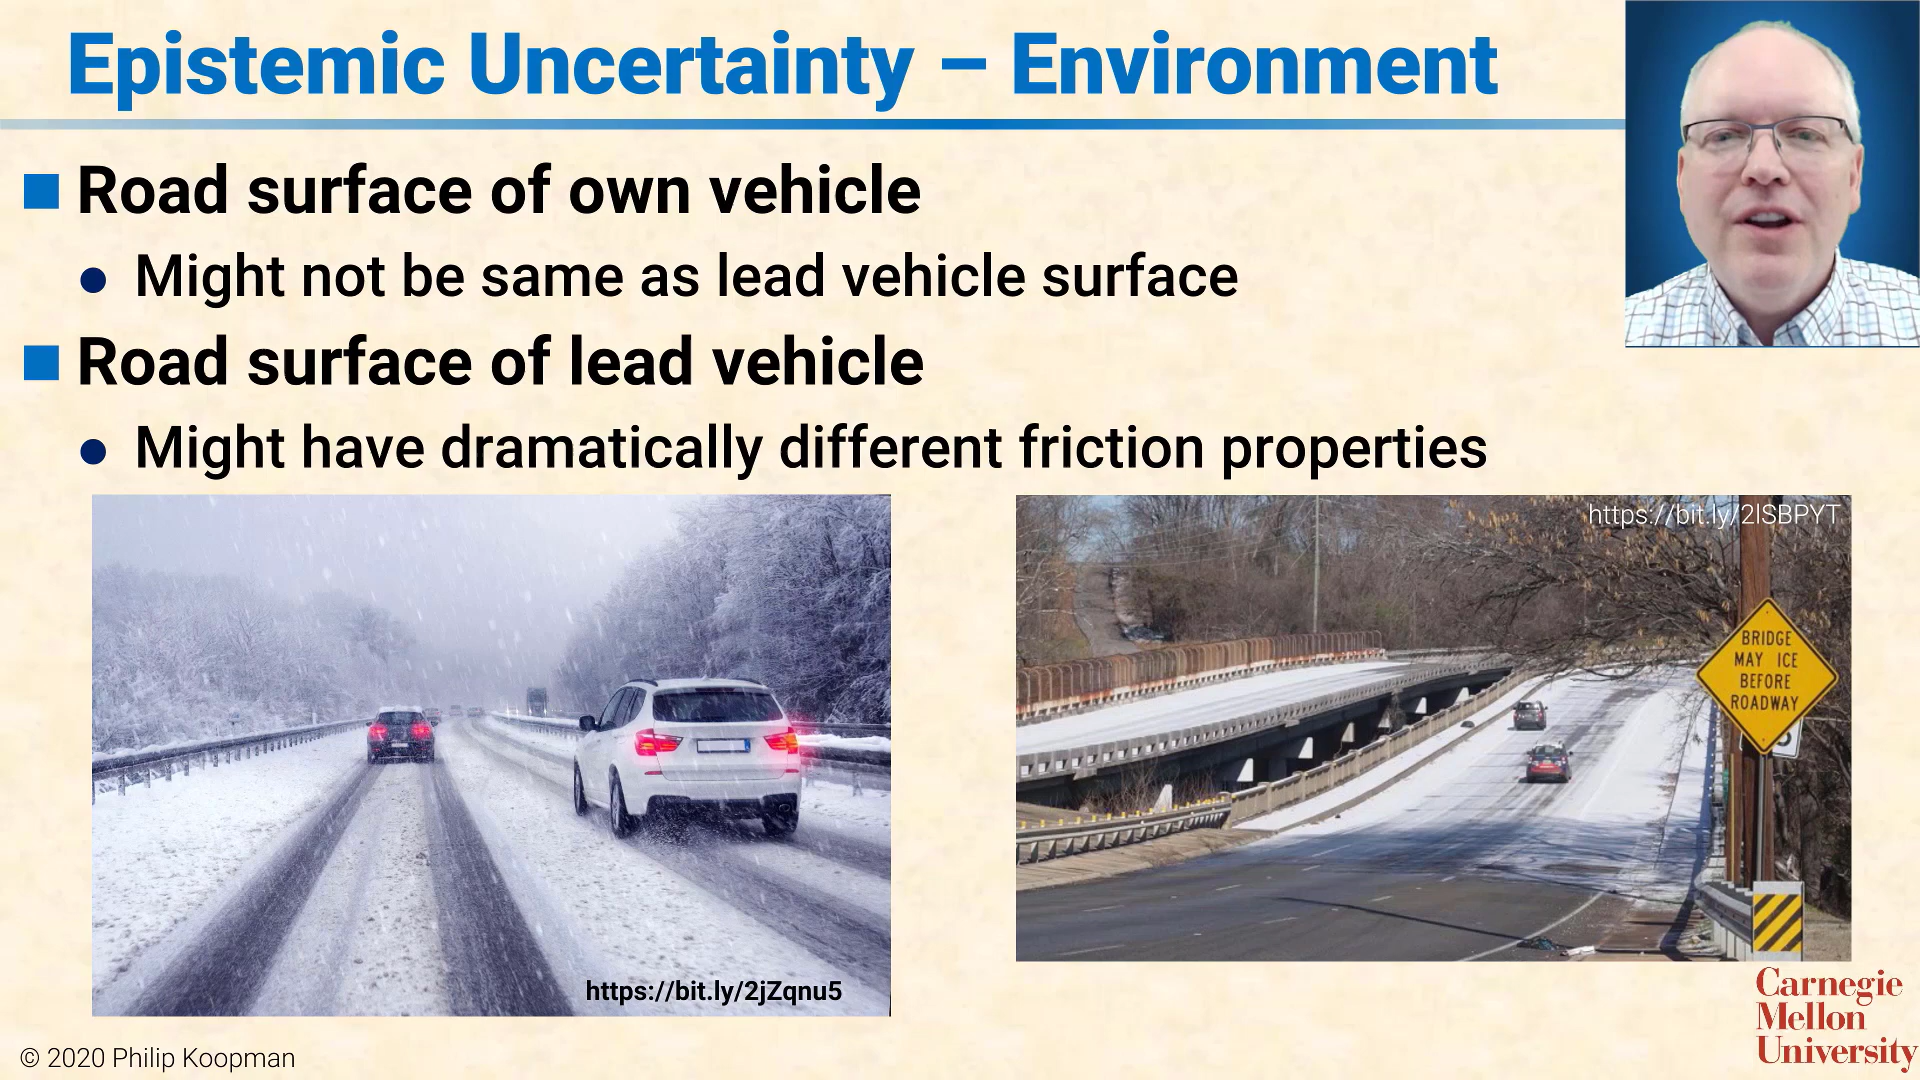 Epistemic Uncertainty – Environment
Road surface of own vehicle
Might not be same as lead vehicle surface
Road surface of lead vehicle
Might have dramatically different friction properties
https://bit.ly/2jZqnu5
https://bit.ly/2lSBPYT
BRIDGE
MAY ICE
BEFORE
ROADWAY
© 2020 Philip Koopman
Carnegie
Mellon
University